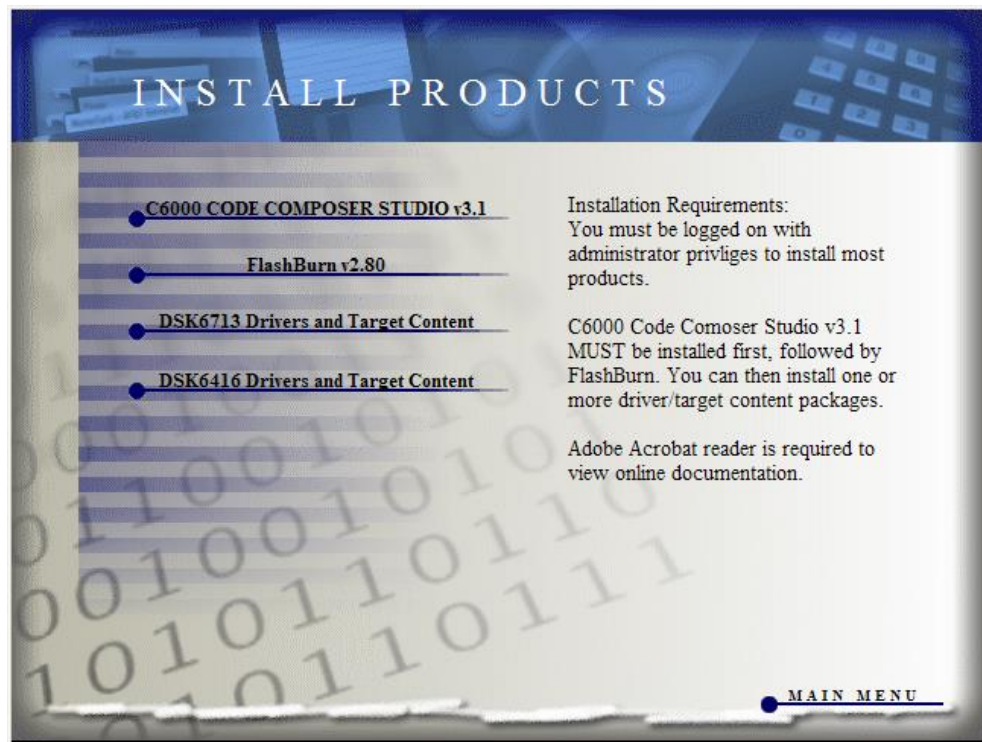 INSTALL PRODUCTS
C6000 CODE COMPOSER STUDIO v3.1
FlashBurn v2.80
DSK6713 Drivers and Target Content
DSK6416 Drivers and Target Content
Installation Requirements:
You must be logged on with
administrator privliges to install most
products.
C6000 Code Comoser Studio v3.1
MUST be installed first, followed by
FlashBurn. You can then install one or
more driver/target content packages.
Adobe Acrobat reader is required to
view online documentation.
MAIN MENU